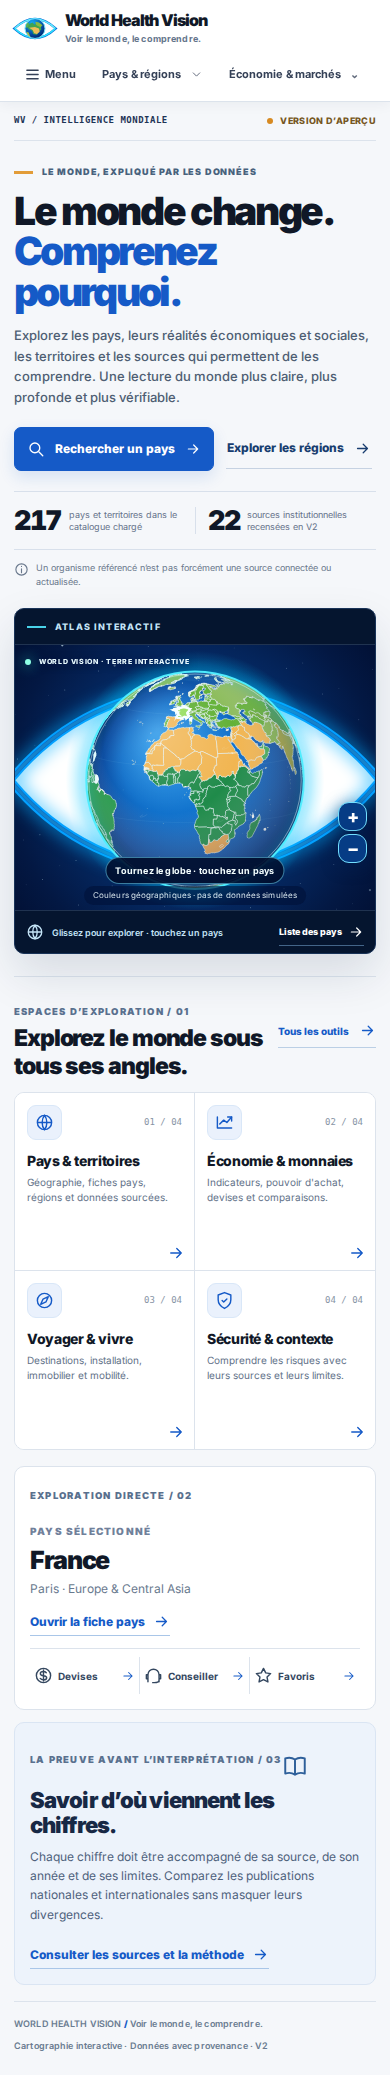 World Health Vision
Voir le monde, le comprendre.
Menu
Pays & régions
Économie & marchés
WV / INTELLIGENCE MONDIALE
VERSION D'APERÇU
LE MONDE, EXPLIQUÉ PAR LES DONNÉES
Le monde change.
Comprenez
pourquoi.
Explorez les pays, leurs réalités économiques et sociales,
les territoires et les sources qui permettent de les
comprendre. Une lecture du monde plus claire, plus
profonde et plus vérifiable.
Rechercher un pays
Explorer les régions
217 pays et territoires dans le
catalogue chargé
22 sources institutionnelles
recensées en V2
Un organisme référencé n'est pas forcément une source connectée ou
actualisée.
ATLAS INTERACTIF
WORLD VISION · TERRE INTERACTIVE
+
−
Tournez le globe · touchez un pays
Couleurs géographiques · pas de données simulées
Glissez pour explorer · touchez un pays
Liste des pays
ESPACES D'EXPLORATION / 01
Explorez le monde sous
tous ses angles.
Tous les outils
01 / 04
Pays & territoires
Géographie, fiches pays,
régions et données sourcées.
02 / 04
Économie & monnaies
Indicateurs, pouvoir d'achat,
devises et comparaisons.
03 / 04
Voyager & vivre
Destinations, installation,
immobilier et mobilité.
04 / 04
Sécurité & contexte
Comprendre les risques avec
leurs sources et leurs limites.
EXPLORATION DIRECTE / 02
PAYS SÉLECTIONNÉ
France
Paris · Europe & Central Asia
Ouvrir la fiche pays
Devises
Conseiller
Favoris
LA PREUVE AVANT L'INTERPRÉTATION / 03
Savoir d'où viennent les
chiffres.
Chaque chiffre doit être accompagné de sa source, de son
année et de ses limites. Comparez les publications
nationales et internationales sans masquer leurs
divergences.
Consulter les sources et la méthode
WORLD HEALTH VISION / Voir le monde, le comprendre.
Cartographie interactive · Données avec provenance · V2